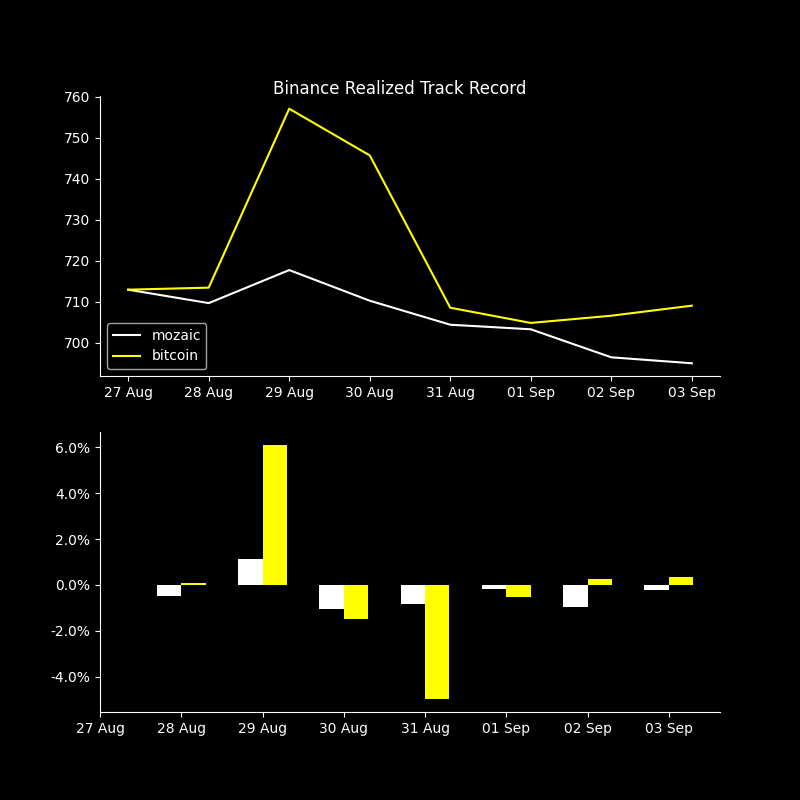 Binance Realized Track Record
760
750
740
730
720
710
700
mozaic
bitcoin
27 Aug 28 Aug 29 Aug 30 Aug 31 Aug 01 Sep 02 Sep 03 Sep
6.0%
4.0%
2.0%
0.0%
-2.0%
-4.0%
27 Aug 28 Aug 29 Aug 30 Aug 31 Aug 01 Sep 02 Sep 03 Sep